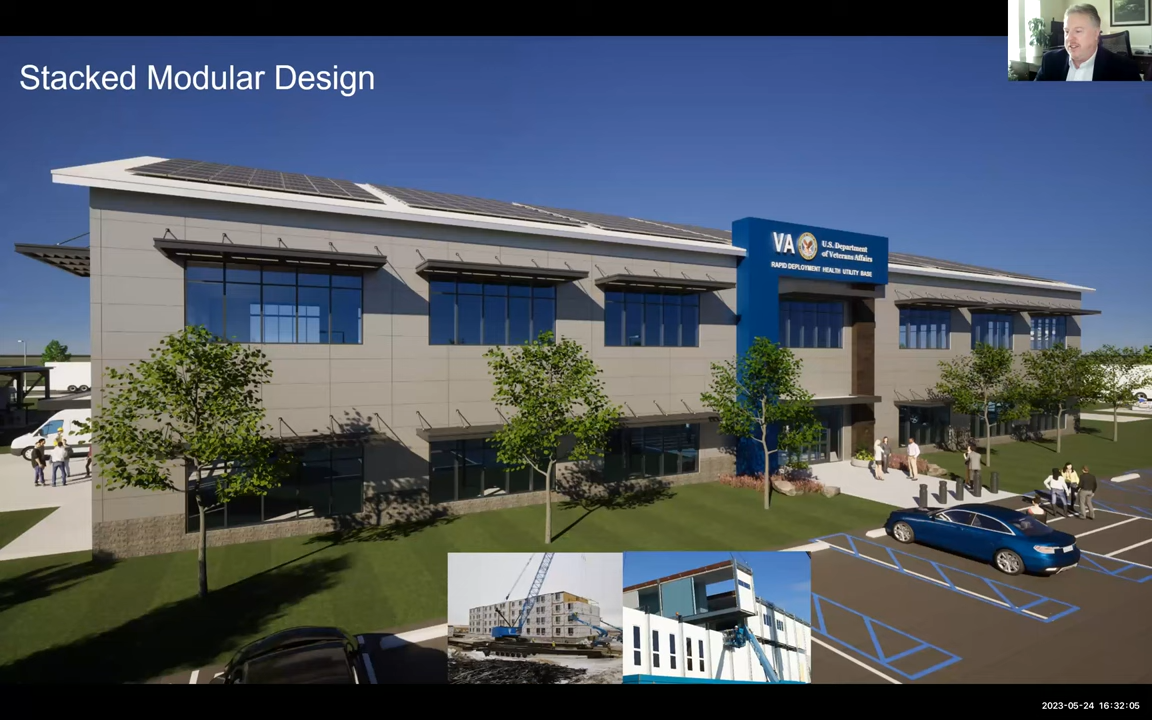 Stacked Modular Design
VA
U.S. Department
of Veterans Affairs
RAPID DEPLOYMENT HEALTH UTILITY BASE
2023-05-24 16:32:05